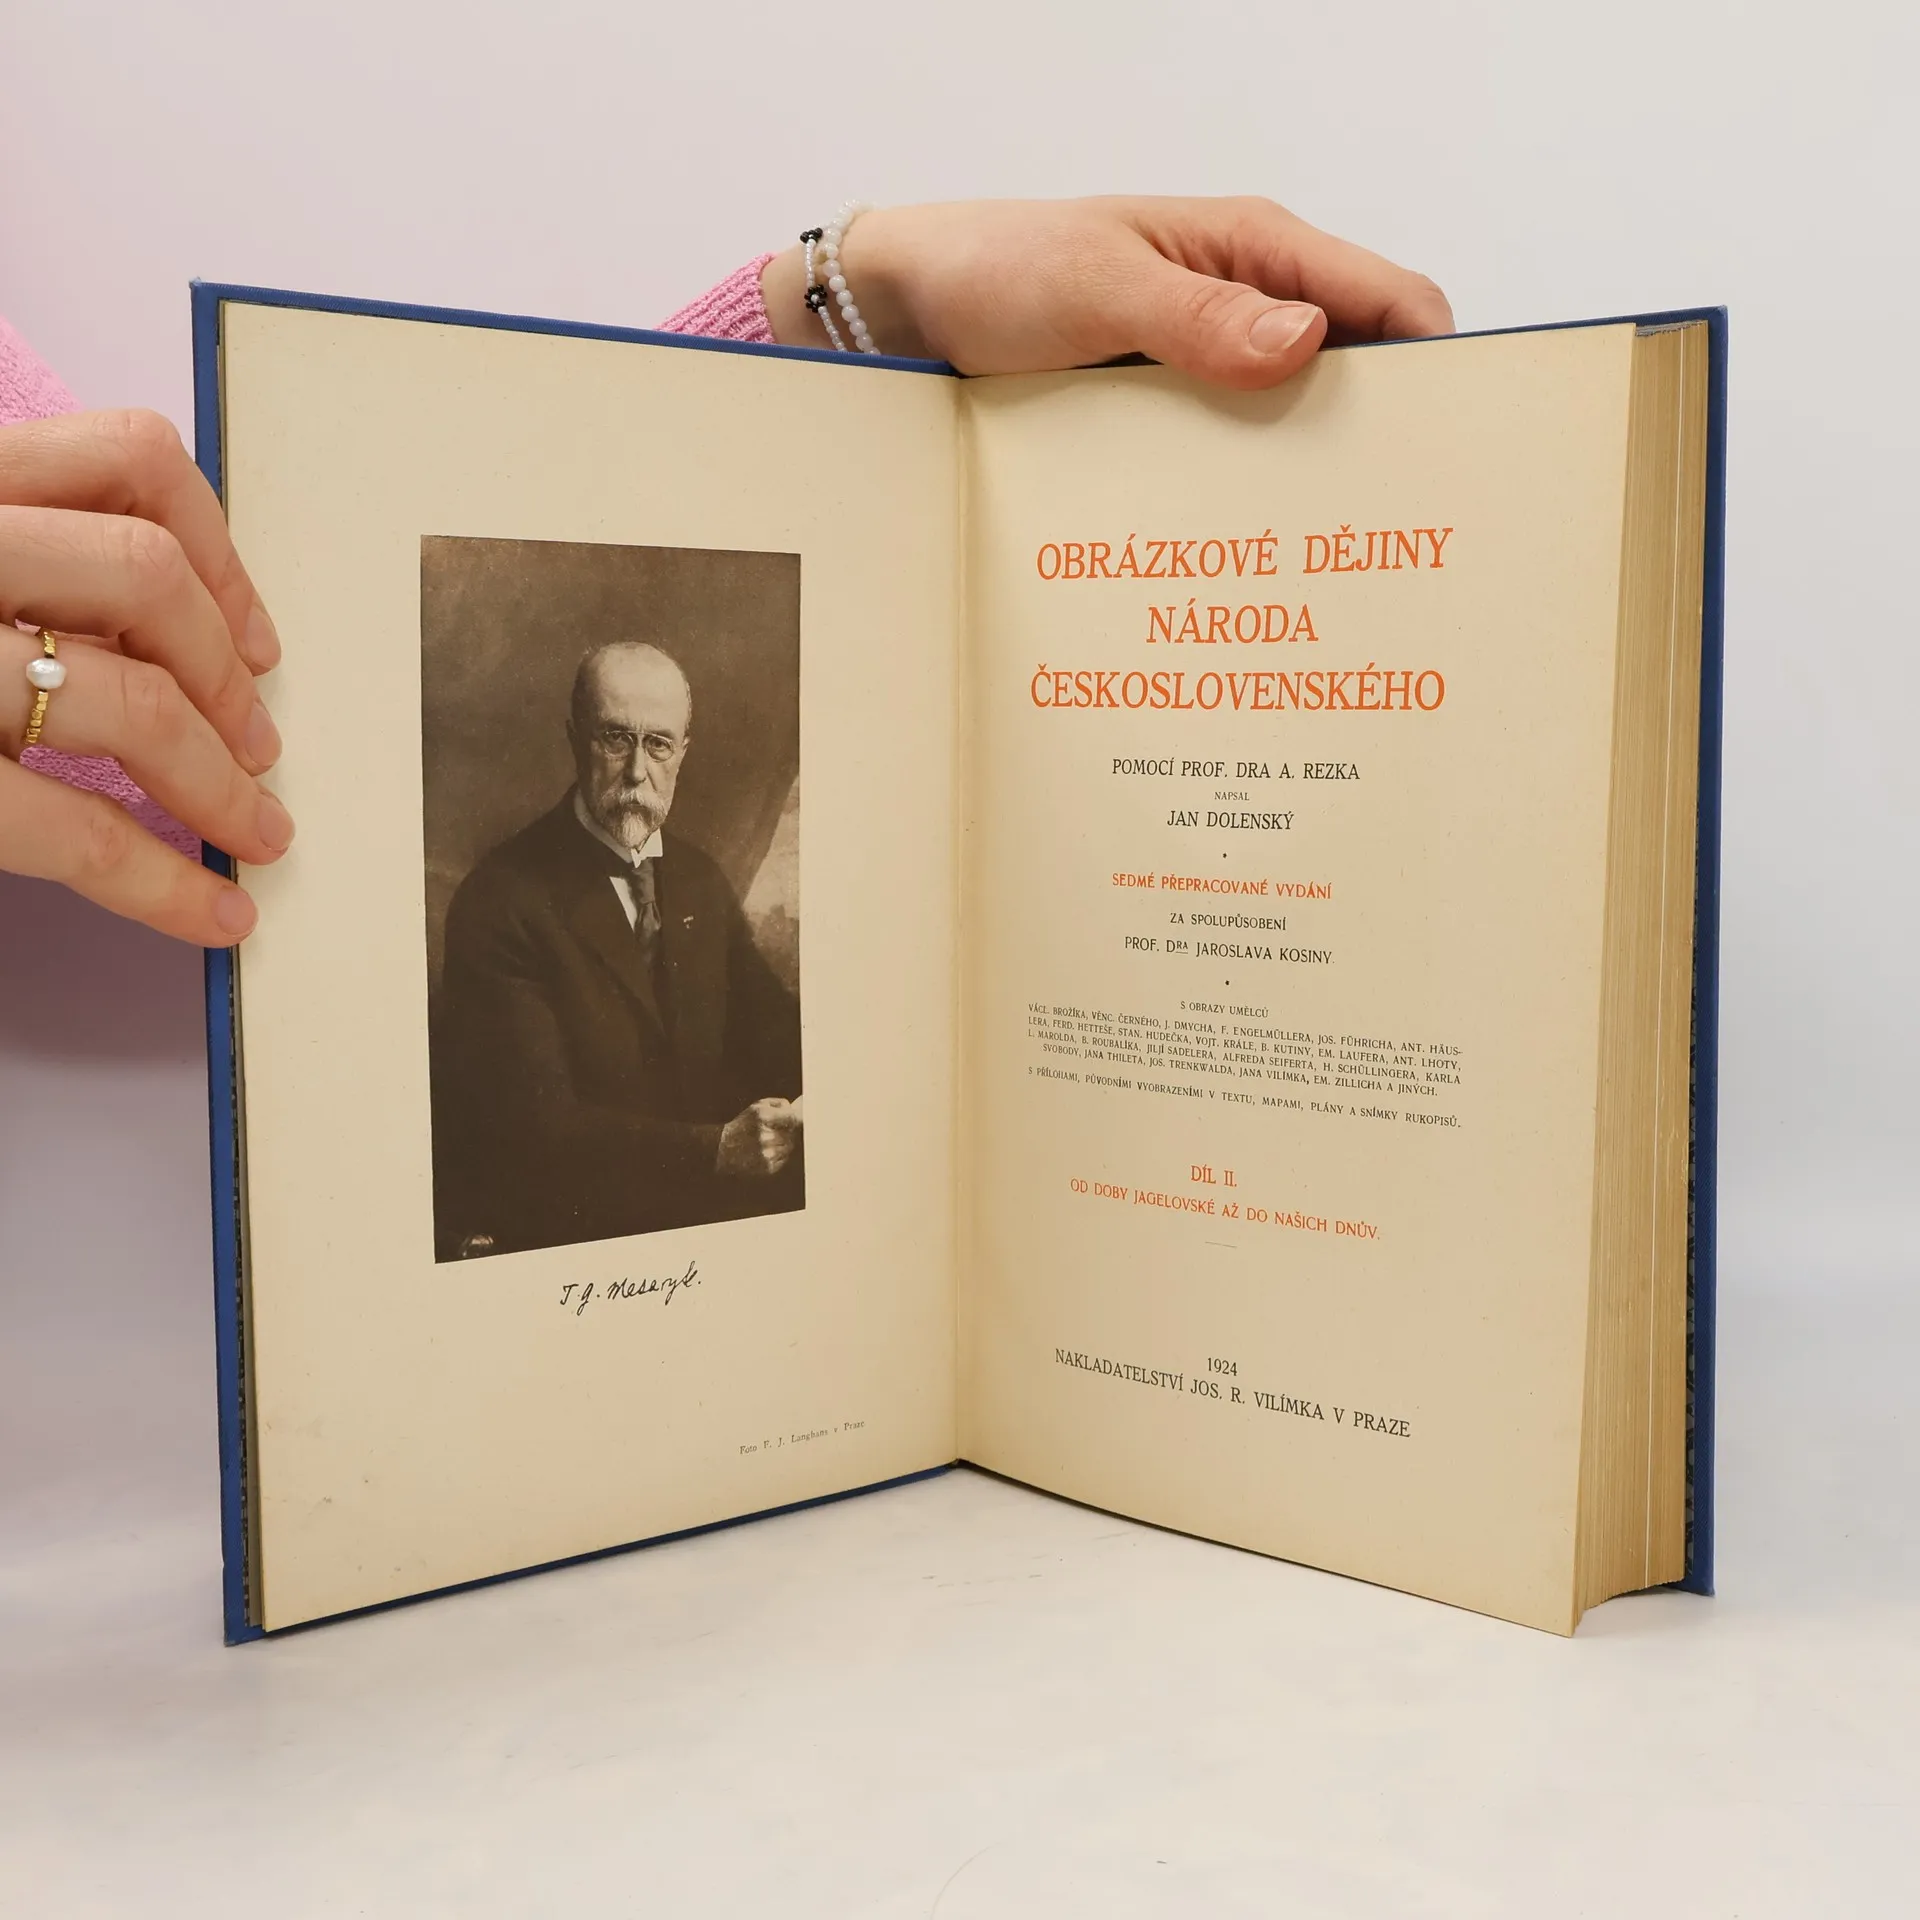 T. G. Masaryk.
Foto F. J. Langhans v Praze
OBRÁZKOVÉ DĚJINY
NÁRODA
ČESKOSLOVENSKÉHO
POMOCÍ PROF. DRA A. REZKA
NAPSAL
JAN DOLENSKÝ
SEDMÉ PŘEPRACOVANÉ VYDÁNÍ
ZA SPOLUPŮSOBENÍ
PROF. DRA JAROSLAVA KOSINY.
S OBRAZY UMĚLCŮ
VÁCL. BROŽÍKA, VĚNC. ČERNÉHO, J. DMYCHA, F. ENGELMÜLLERA, JOS. FÜHRICHA, ANT. HÄUS-
LERA, FERD. HETTEŠE, STAN. HUDEČKA, VOJT. KRÁLE, B. KUTINY, EM. LAUFERA, ANT. LHOTY,
L. MAROLDA, B. ROUBALÍKA, JILJÍ SADELERA, ALFREDA SEIFERTA, H. SCHÜLLINGERA, KARLA
SVOBODY, JANA THILETA, JOS. TRENKWALDA, JANA VILÍMKA, EM. ZILLICHA A JINÝCH.
S PŘÍLOHAMI, PŮVODNÍMI VYOBRAZENÍMI V TEXTU, MAPAMI, PLÁNY A SNÍMKY RUKOPISŮ.
DÍL II.
OD DOBY JAGELOVSKÉ AŽ DO NAŠICH DNŮV.
1924
NAKLADATELSTVÍ JOS. R. VILÍMKA V PRAZE